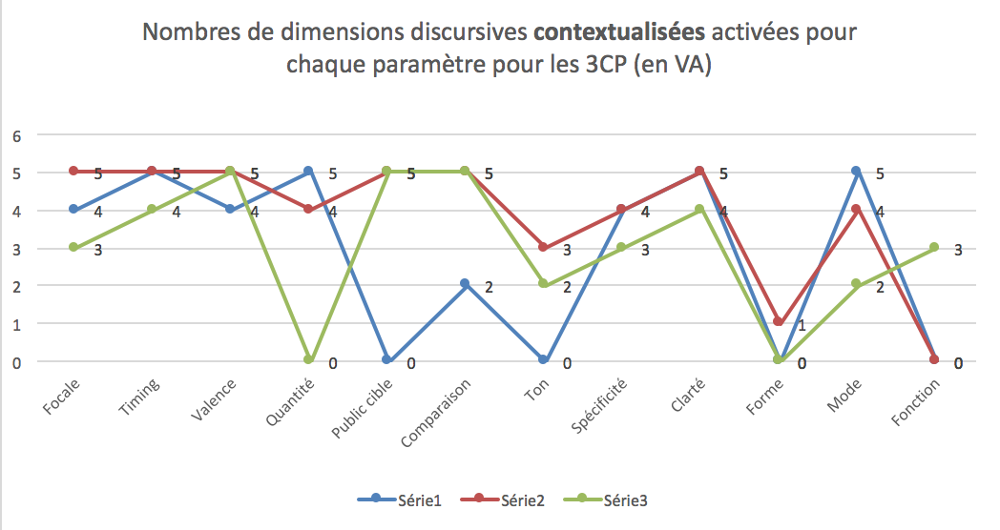 Nombres de dimensions discursives contextualisées activées pour
chaque paramètre pour les 3CP (en VA)
6
5 5 5 5 5 5 5 5 5
4 4 4 4 4 4 4 4
3 3 3 3 3
2 2 2 2
1 1
0 0 0 0 0 0
Focale Timing Valence Quantité Public cible Comparaison Ton Spécificité Clarté Forme Mode Fonction
Série1 Série2 Série3